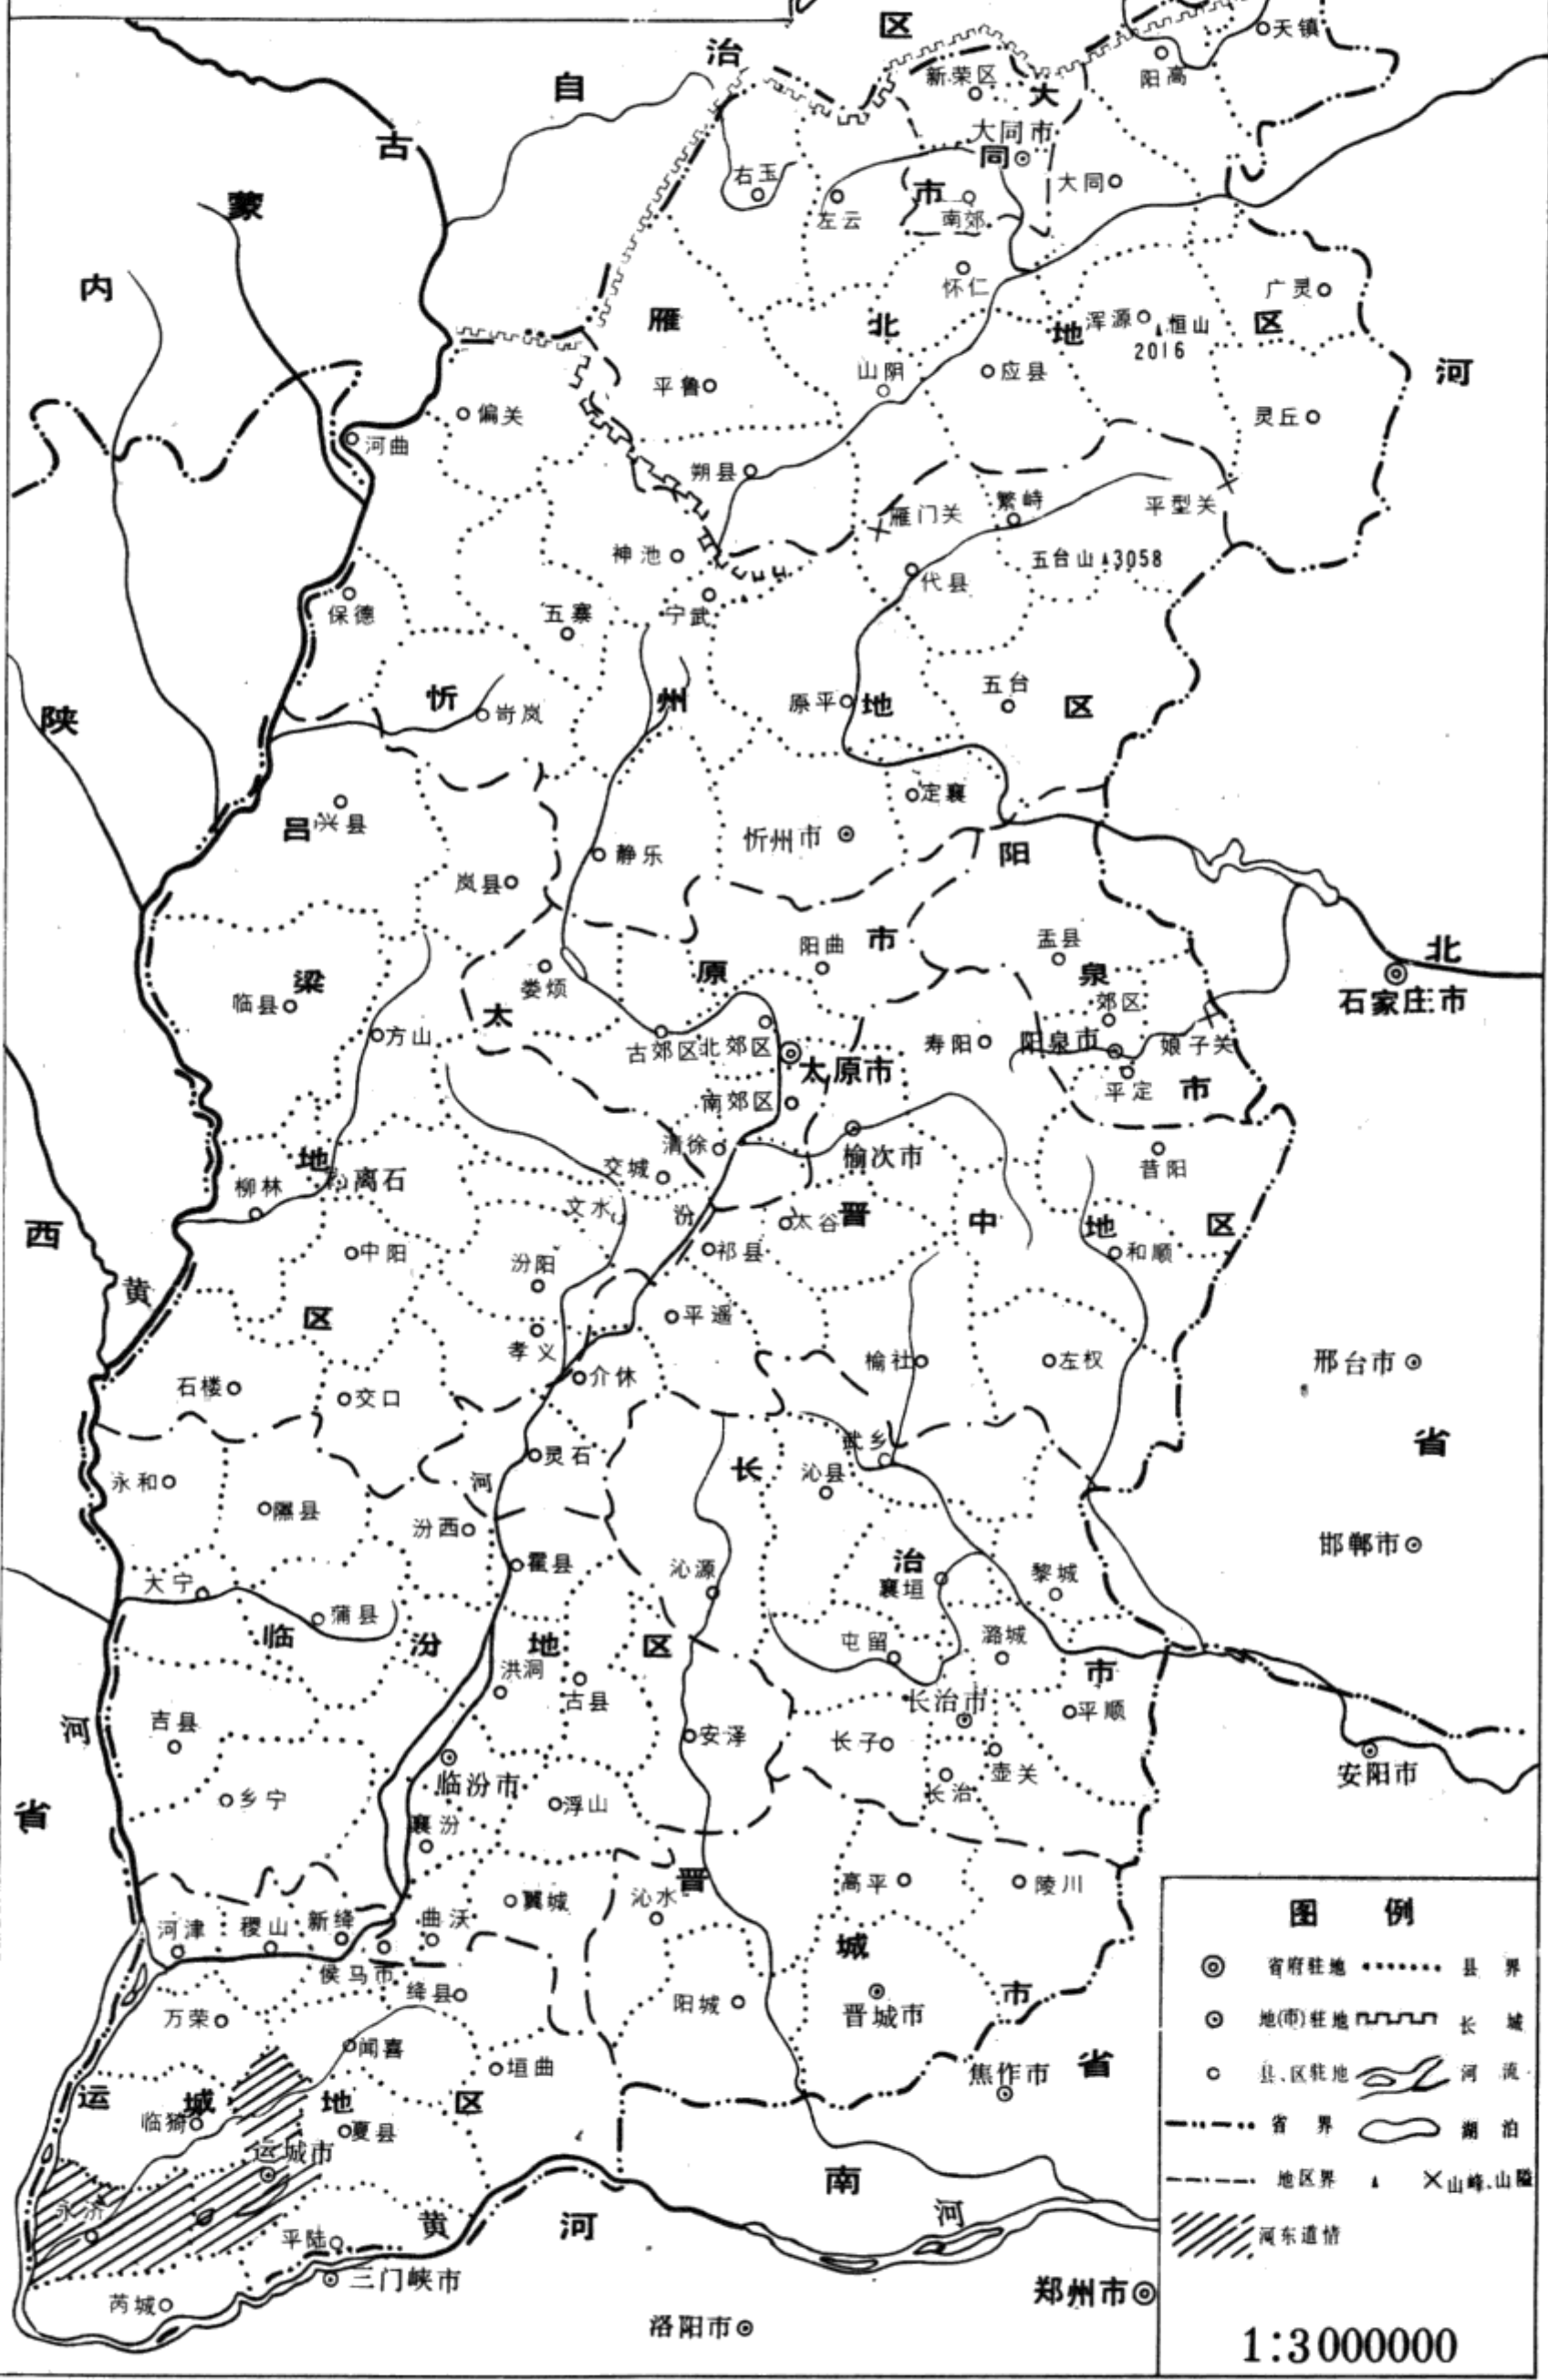 区
治
自
古
蒙
内
天镇
阳高
新荣区
大
大同市
同
大同
市
右玉
左云
南郊
怀仁
广灵
雁
北
地
浑源
恒山
2016
区
河
平鲁
山阴
应县
灵丘
偏关
河曲
朔县
雁门关
繁峙
平型关
神池
五台山
3058
代县
保德
五寨
宁武
陕
忻
岢岚
州
原平
地
五台
区
定襄
吕
兴县
忻州市
静乐
阳
岚县
阳曲
市
盂县
北
梁
临县
娄烦
原
泉
石家庄市
太
郊区
方山
古郊区
北郊区
太原市
寿阳
阳泉市
娘子关
南郊区
平定
市
清徐
榆次市
地
离石
交城
昔阳
柳林
文水
汾
太谷
晋
中
地
区
西
中阳
祁县
和顺
汾阳
黄
区
平遥
孝义
榆社
左权
邢台市
石楼
交口
介休
省
灵石
长
武乡
永和
隰县
河
沁县
汾西
邯郸市
霍县
沁源
治
襄垣
黎城
大宁
蒲县
临
汾
地
区
屯留
潞城
洪洞
古县
市
长治市
平顺
吉县
河
安泽
长子
壶关
安阳市
临汾市
长治
乡宁
浮山
省
襄汾
晋
高平
陵川
翼城
沁水
河津
稷山
新绛
曲沃
城
侯马市
绛县
阳城
晋城市
市
万荣
闻喜
垣曲
焦作市
省
运
城
地
区
临猗
夏县
运城市
永济
南
河
黄
河
平陆
三门峡市
芮城
郑州市
洛阳市
图 例
省府驻地 县 界
地(市)驻地 长 城
县、区驻地 河 流
省 界 湖 泊
地区界 山峰、山隘
河东道情
1:3000000